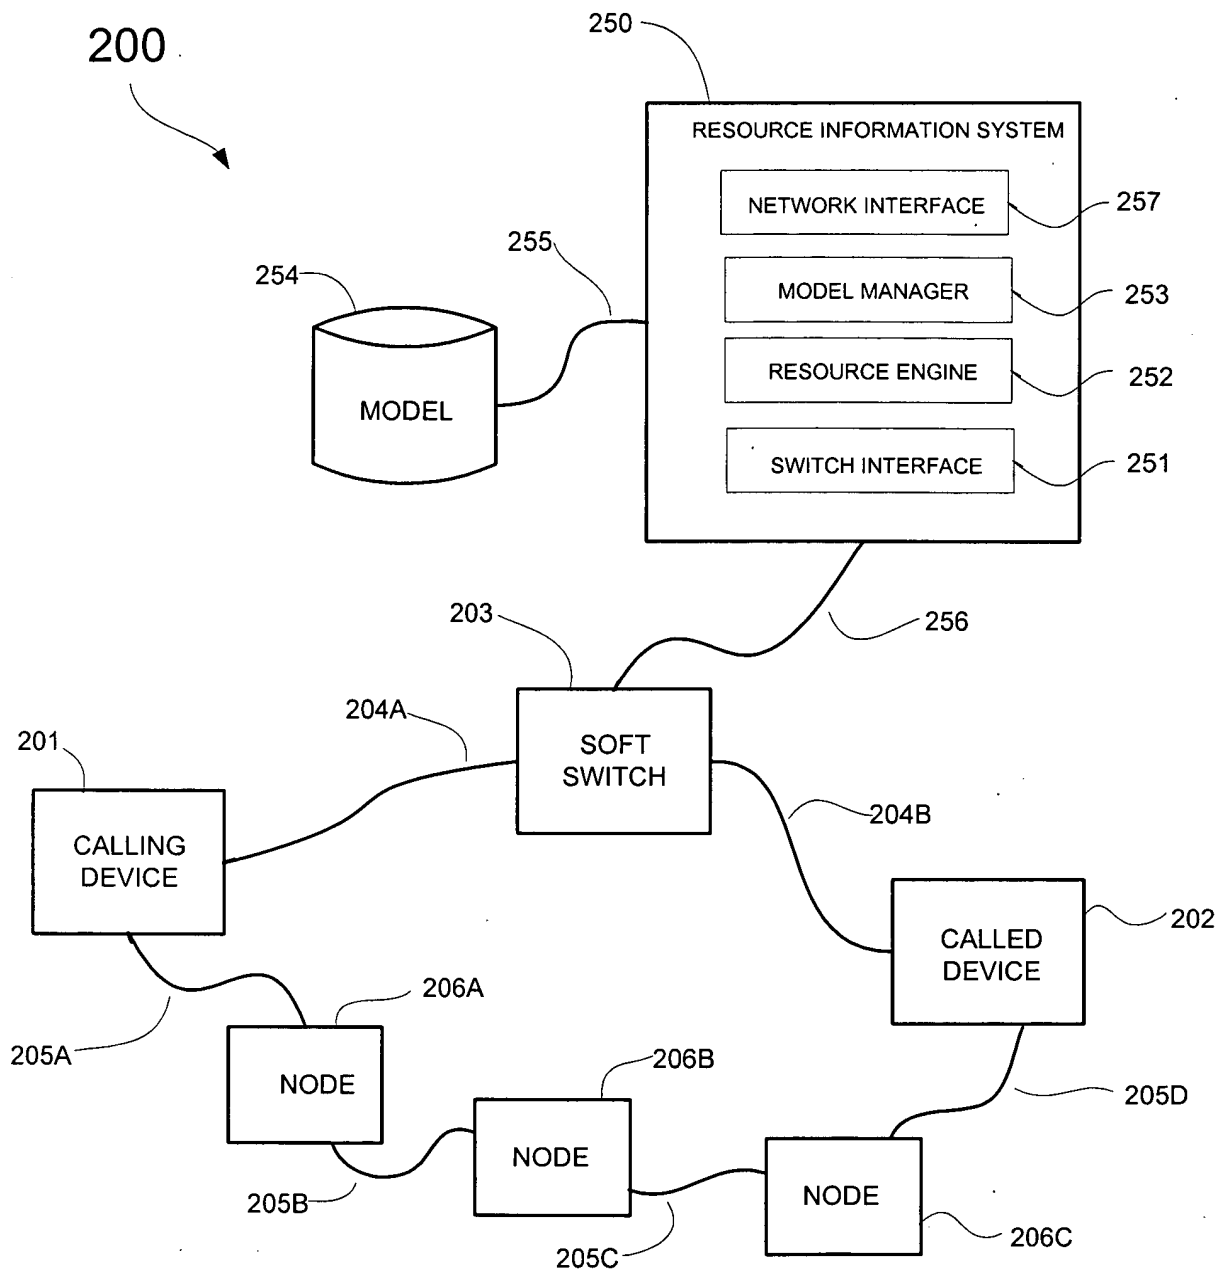 200
250
RESOURCE INFORMATION SYSTEM
NETWORK INTERFACE
257
255
254
MODEL MANAGER
253
RESOURCE ENGINE
252
MODEL
SWITCH INTERFACE
251
203
256
204A
201
SOFT
SWITCH
204B
CALLING
DEVICE
202
CALLED
DEVICE
206A
205A
206B
NODE
205D
NODE
205B
NODE
206C
205C